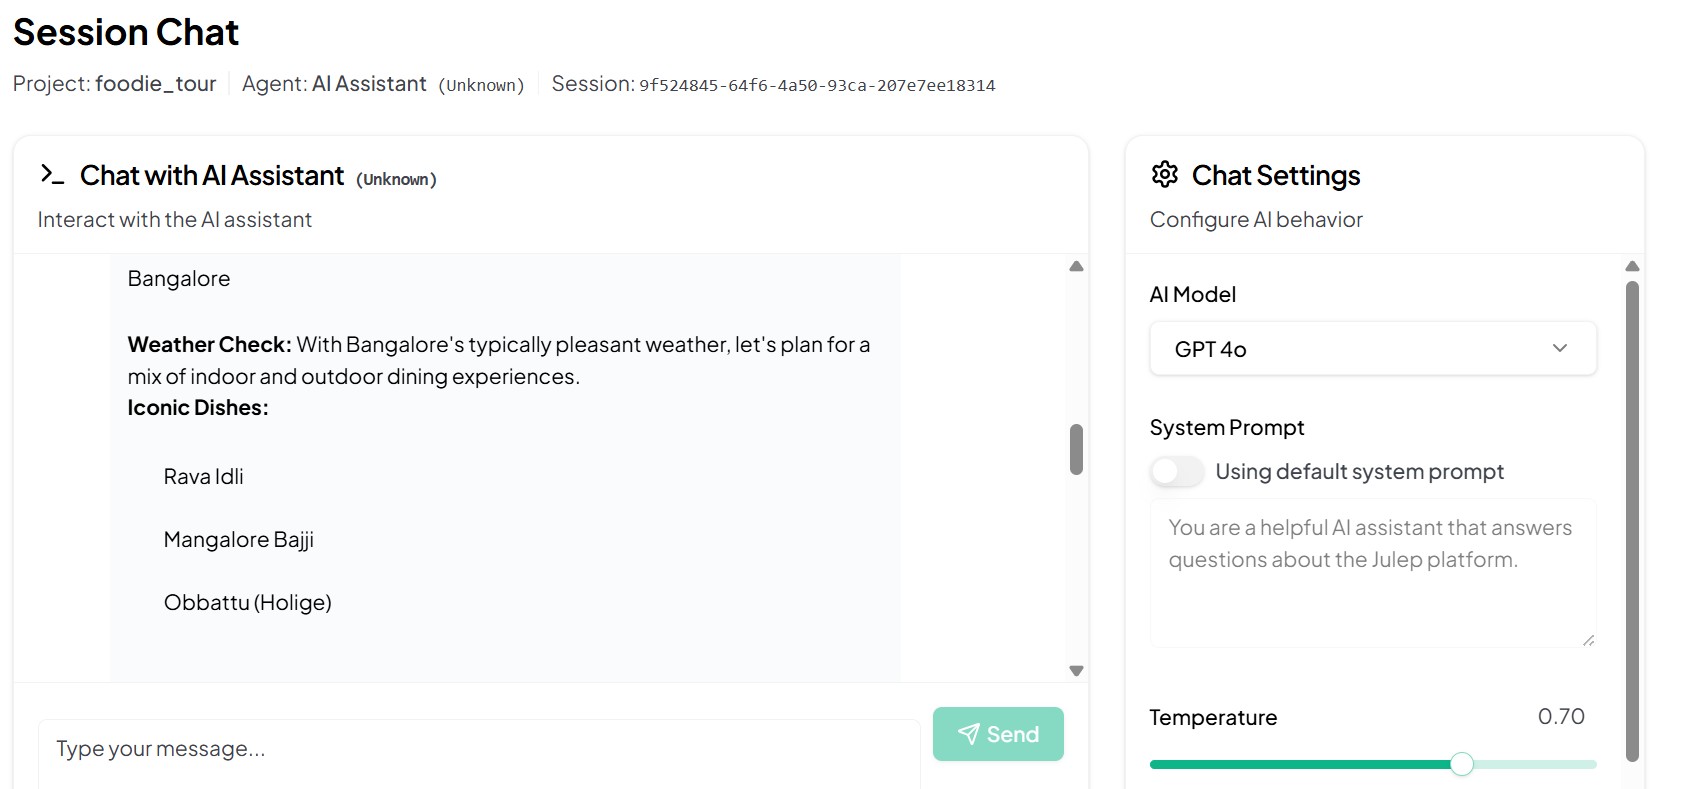 Session Chat
Project: foodie_tour Agent: AI Assistant (Unknown) Session: 9f524845-64f6-4a50-93ca-207e7ee18314
Chat with AI Assistant (Unknown)
Interact with the AI assistant
Bangalore
Weather Check: With Bangalore's typically pleasant weather, let's plan for a
mix of indoor and outdoor dining experiences.
Iconic Dishes:
Rava Idli
Mangalore Bajji
Obbattu (Holige)
Type your message...
Send
Chat Settings
Configure AI behavior
AI Model
GPT 4o
System Prompt
Using default system prompt
You are a helpful AI assistant that answers
questions about the Julep platform.
Temperature 0.70